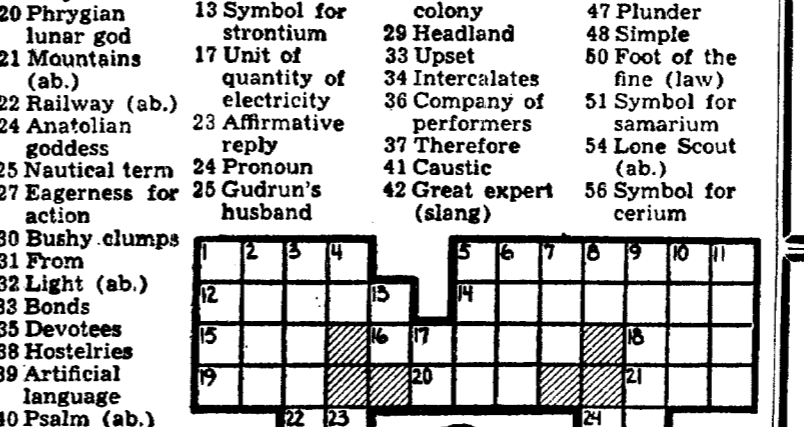 20 Phrygian
lunar god
21 Mountains
(ab.)
22 Railway (ab.)
24 Anatolian
goddess
25 Nautical term
27 Eagerness for
action
30 Bushy clumps
31 From
32 Light (ab.)
33 Bonds
35 Devotees
38 Hostelries
39 Artificial
language
40 Psalm (ab.)
13 Symbol for
strontium
17 Unit of
quantity of
electricity
23 Affirmative
reply
24 Pronoun
25 Gudrun's
husband
colony
29 Headland
33 Upset
34 Intercalates
36 Company of
performers
37 Therefore
41 Caustic
42 Great expert
(slang)
47 Plunder
48 Simple
50 Foot of the
fine (law)
51 Symbol for
samarium
54 Lone Scout
(ab.)
56 Symbol for
cerium
1 2 3 4 5 6 7 8 9 10 11
12 13 14
15 16 17 18
19 20 21
22 23 24